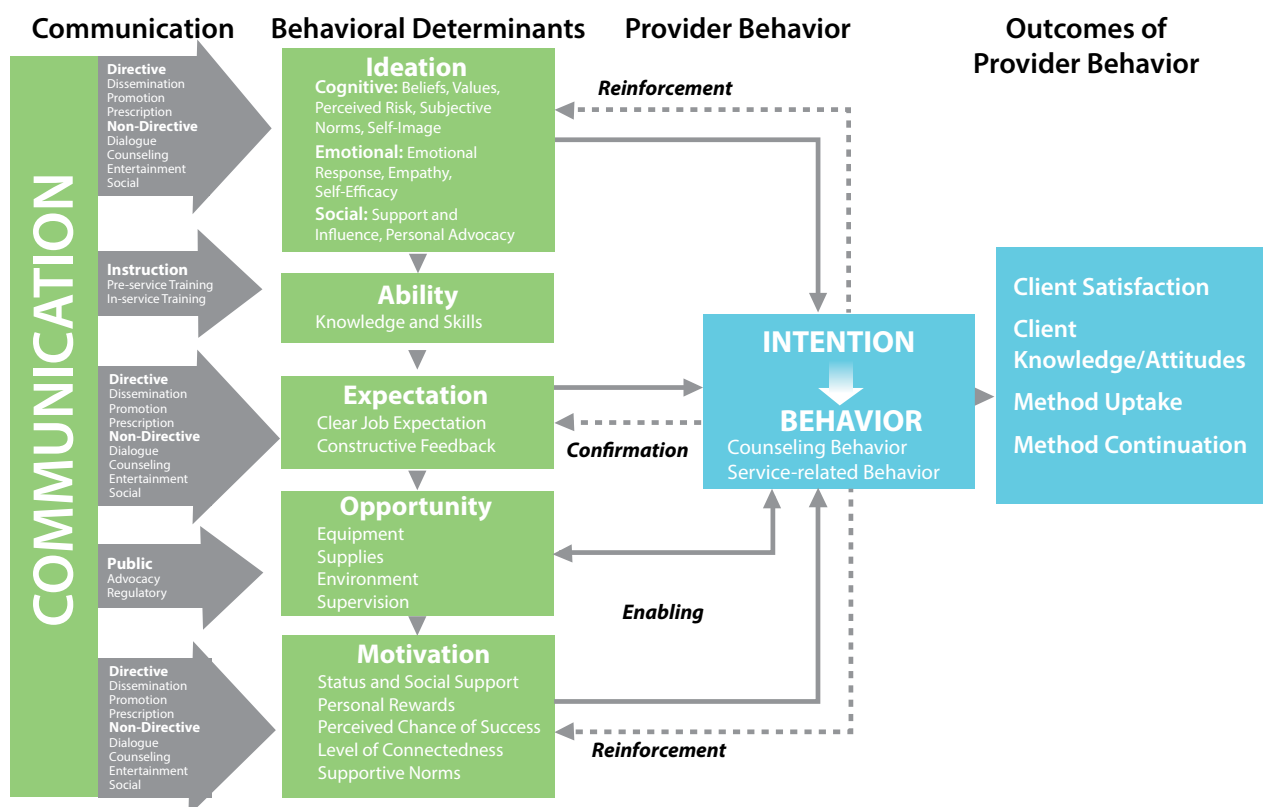 Communication
Behavioral Determinants
Provider Behavior
Outcomes of
Provider Behavior
COMMUNICATION
Directive
Dissemination
Promotion
Prescription
Non-Directive
Dialogue
Counseling
Entertainment
Social
Instruction
Pre-service Training
In-service Training
Directive
Dissemination
Promotion
Prescription
Non-Directive
Dialogue
Counseling
Entertainment
Social
Public
Advocacy
Regulatory
Directive
Dissemination
Promotion
Prescription
Non-Directive
Dialogue
Counseling
Entertainment
Social
Ideation
Cognitive: Beliefs, Values,
Perceived Risk, Subjective
Norms, Self-Image
Emotional: Emotional
Response, Empathy,
Self-Efficacy
Social: Support and
Influence, Personal Advocacy
Ability
Knowledge and Skills
Expectation
Clear Job Expectation
Constructive Feedback
Opportunity
Equipment
Supplies
Environment
Supervision
Motivation
Status and Social Support
Personal Rewards
Perceived Chance of Success
Level of Connectedness
Supportive Norms
Reinforcement
Confirmation
Enabling
Reinforcement
INTENTION
BEHAVIOR
Counseling Behavior
Service-related Behavior
Client Satisfaction
Client
Knowledge/Attitudes
Method Uptake
Method Continuation